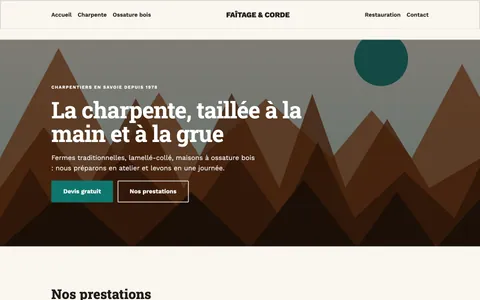 Accueil Charpente Ossature bois FAÎTAGE & CORDE Restauration Contact
CHARPENTIERS EN SAVOIE DEPUIS 1978
La charpente, taillée à la
main et à la grue
Fermes traditionnelles, lamellé-collé, maisons à ossature bois
: nous préparons en atelier et levons en une journée.
Devis gratuit Nos prestations
Nos prestations